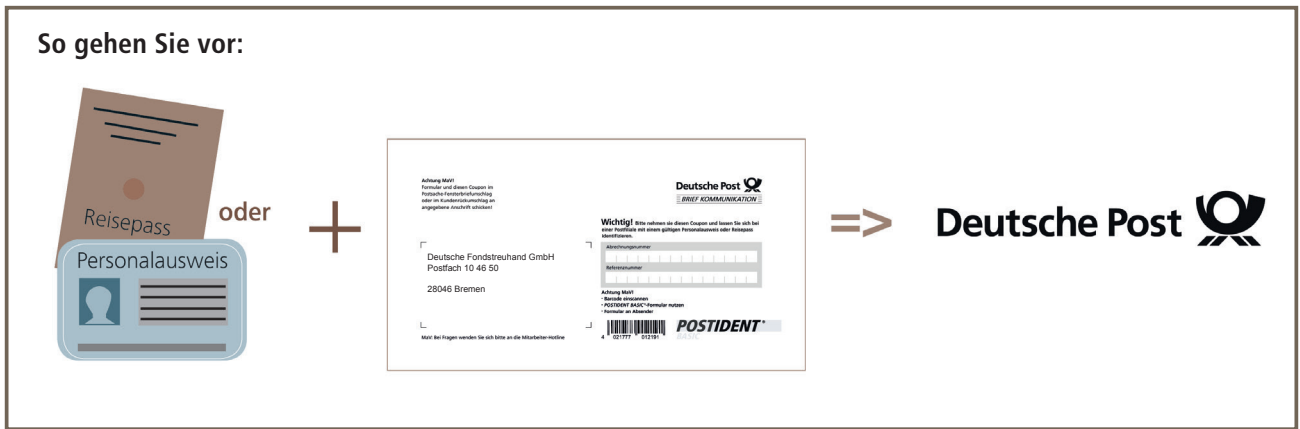 So gehen Sie vor:
Reisepass
oder
Personalausweis
+
Achtung MaV!
Formular und diesen Coupon im
Postsache-Fensterbriefumschlag
oder im Kundenrückumschlag an
angegebene Anschrift schicken!
Deutsche Post
BRIEF KOMMUNIKATION
Wichtig! Bitte nehmen sie diesen Coupon und lassen Sie sich bei
einer Postfiliale mit einem gültigen Personalausweis oder Reisepass
identifizieren.
Abrechnungsnummer
Referenznummer
Deutsche Fondstreuhand GmbH
Postfach 10 46 50
28046 Bremen
Achtung MaV!
· Barcode einscannen
· POSTIDENT BASIC®-Formular nutzen
· Formular an Absender
MaV: Bei Fragen wenden Sie sich bitte an die Mitarbeiter-Hotline
4 021777 012191
POSTIDENT®
BASIC
=>
Deutsche Post